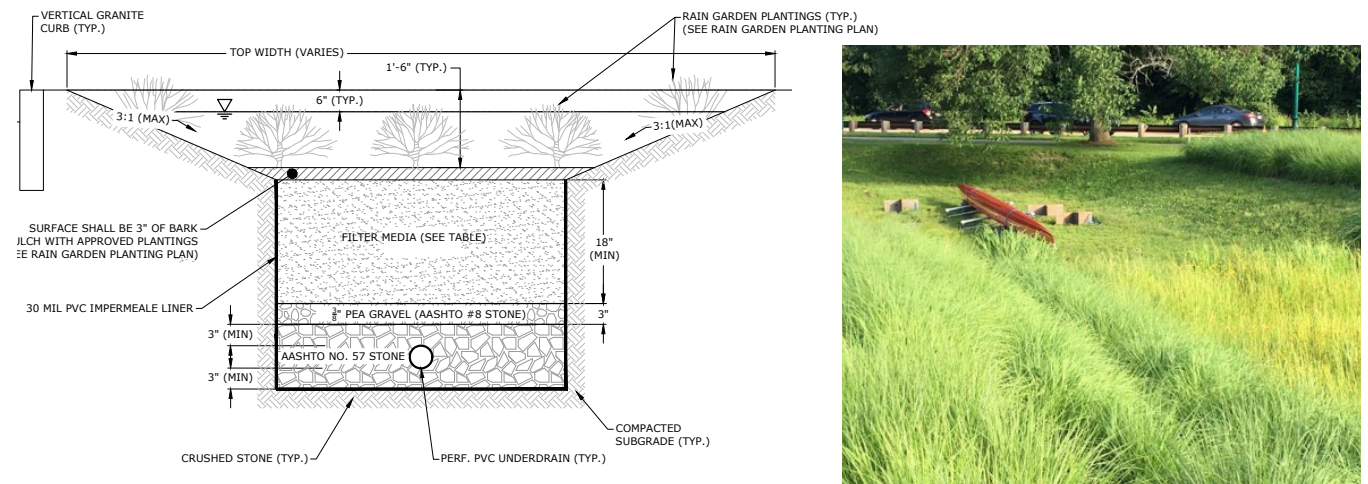 VERTICAL GRANITE
CURB (TYP.)
RAIN GARDEN PLANTINGS (TYP.)
(SEE RAIN GARDEN PLANTING PLAN)
TOP WIDTH (VARIES)
1'-6" (TYP.)
6" (TYP.)
3:1 (MAX)
3:1(MAX)
SURFACE SHALL BE 3" OF BARK
ULCH WITH APPROVED PLANTINGS
EE RAIN GARDEN PLANTING PLAN)
FILTER MEDIA (SEE TABLE)
18"
(MIN)
30 MIL PVC IMPERMEALE LINER
" PEA GRAVEL (AASHTO #8 STONE)
3"
3" (MIN)
AASHTO NO. 57 STONE
3" (MIN)
COMPACTED
SUBGRADE (TYP.)
CRUSHED STONE (TYP.)
PERF. PVC UNDERDRAIN (TYP.)